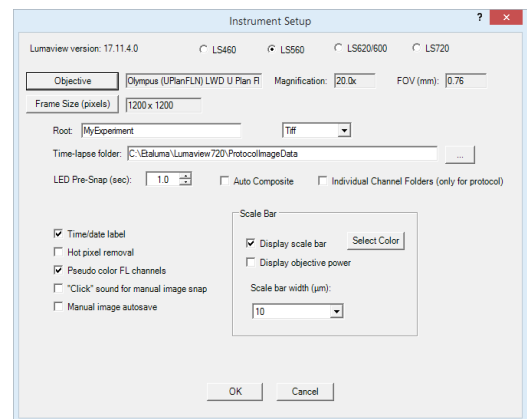 Instrument Setup
? x
Lumaview version: 17.11.4.0 LS460 LS560 LS620/600 LS720
Objective Olympus (UPlanFLN) LWD U Plan Fl Magnification: 20.0x FOV (mm): 0.76
Frame Size (pixels) 1200 x 1200
Root: MyExperiment Tiff
Time-lapse folder: C:\Etaluma\Lumaview720\ProtocolImageData ...
LED Pre-Snap (sec): 1.0 Auto Composite Individual Channel Folders (only for protocol)
Time/date label
Hot pixel removal
Pseudo color FL channels
"Click" sound for manual image snap
Manual image autosave
Scale Bar
Display scale bar Select Color
Display objective power
Scale bar width (µm):
10
OK Cancel